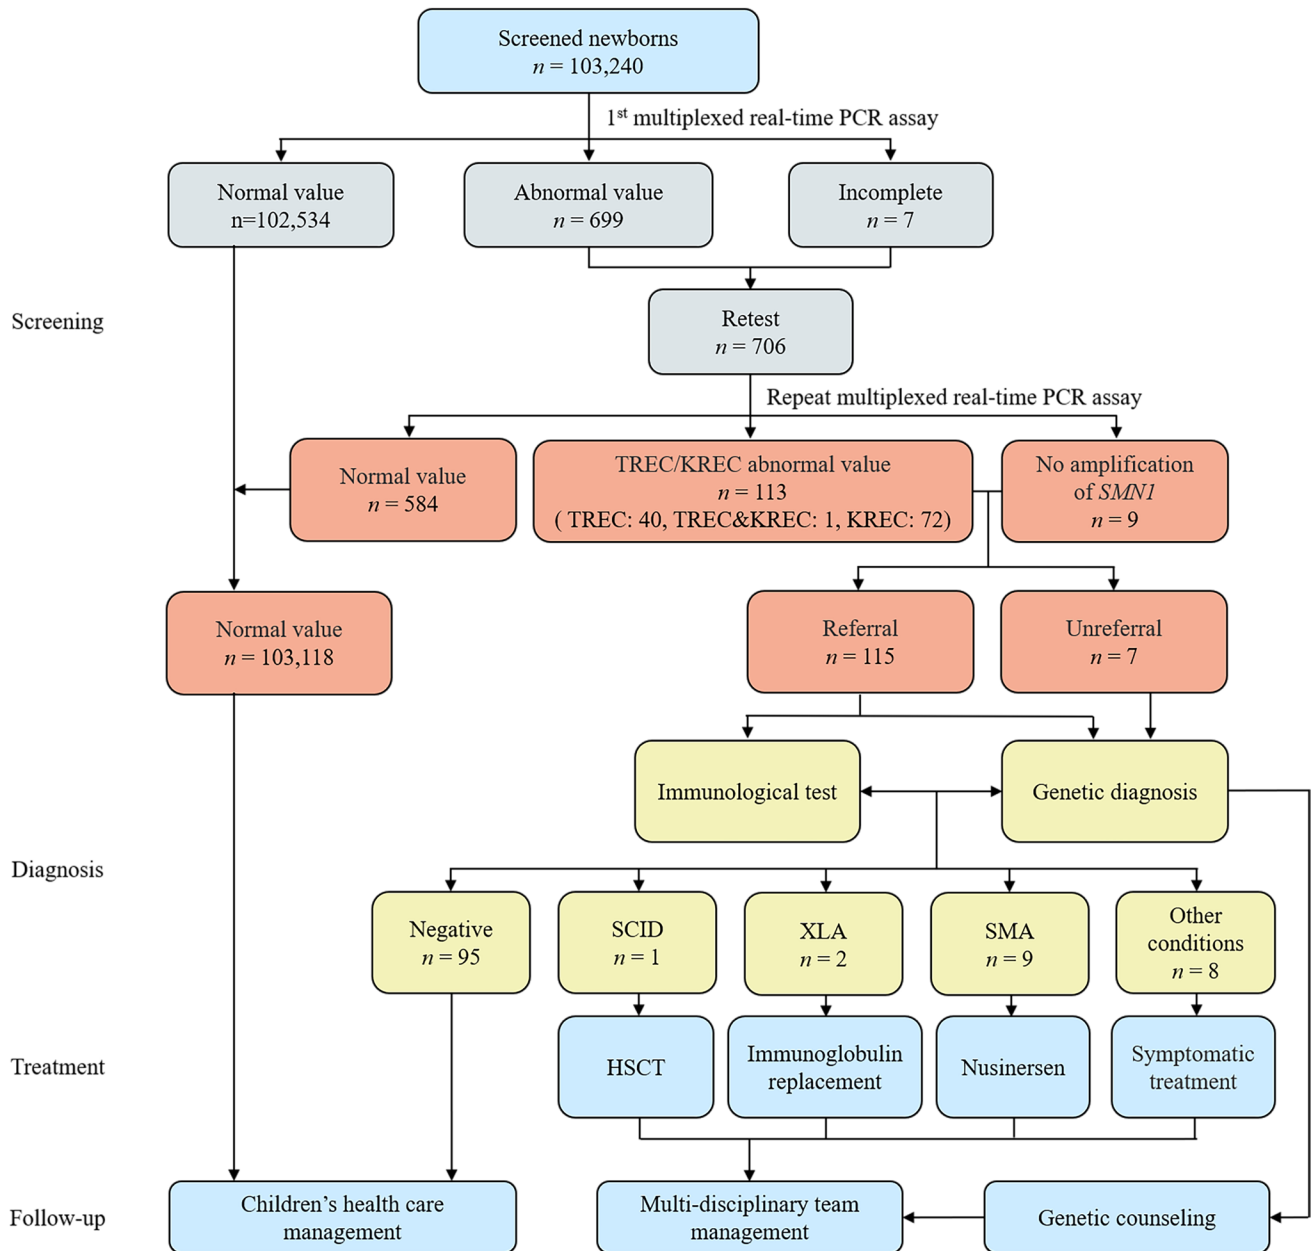 Screened newborns
n = 103,240
1st multiplexed real-time PCR assay
Normal value
n=102,534
Abnormal value
n = 699
Incomplete
n = 7
Screening
Retest
n = 706
Repeat multiplexed real-time PCR assay
Normal value
n = 584
TREC/KREC abnormal value
n = 113
( TREC: 40, TREC&KREC: 1, KREC: 72)
No amplification
of SMN1
n = 9
Normal value
n = 103,118
Referral
n = 115
Unreferral
n = 7
Immunological test
Genetic diagnosis
Diagnosis
Negative
n = 95
SCID
n = 1
XLA
n = 2
SMA
n = 9
Other
conditions
n = 8
Treatment
HSCT
Immunoglobulin
replacement
Nusinersen
Symptomatic
treatment
Follow-up
Children’s health care
management
Multi-disciplinary team
management
Genetic counseling